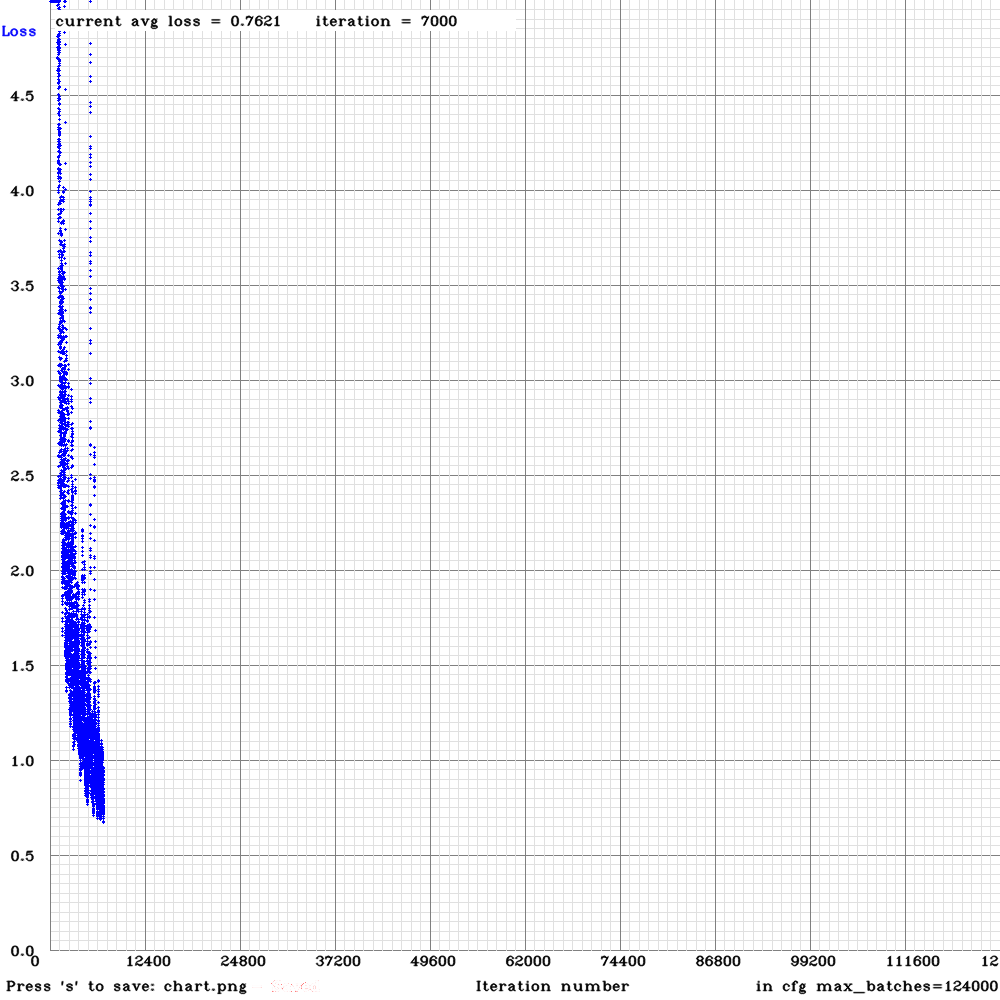 current avg loss = 0.7621 iteration = 7000
Loss
4.5
4.0
3.5
3.0
2.5
2.0
1.5
1.0
0.5
0.0
0 12400 24800 37200 49600 62000 74400 86800 99200 111600 12
Press 's' to save: chart.png Iteration number in cfg max_batches=124000